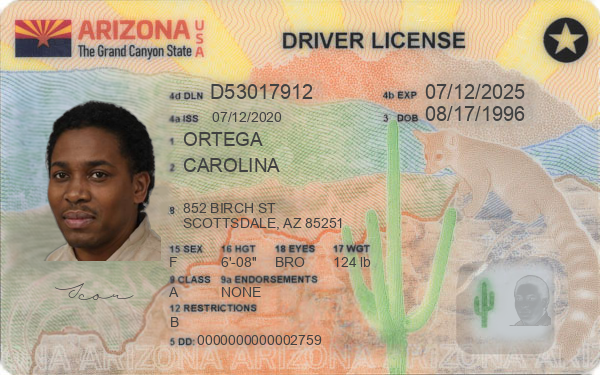 ARIZONA USA
The Grand Canyon State
DRIVER LICENSE
4d DLN D53017912
4b EXP 07/12/2025
4a ISS 07/12/2020
3 DOB 08/17/1996
1 ORTEGA
2 CAROLINA
8 852 BIRCH ST
SCOTTSDALE, AZ 85251
15 SEX 16 HGT 18 EYES 17 WGT
F 6'-08" BRO 124 lb
9 CLASS 9a ENDORSEMENTS
A NONE
12 RESTRICTIONS
B
5 DD: 0000000000002759
ARIZONA ARIZONA ARIZONA ARIZONA